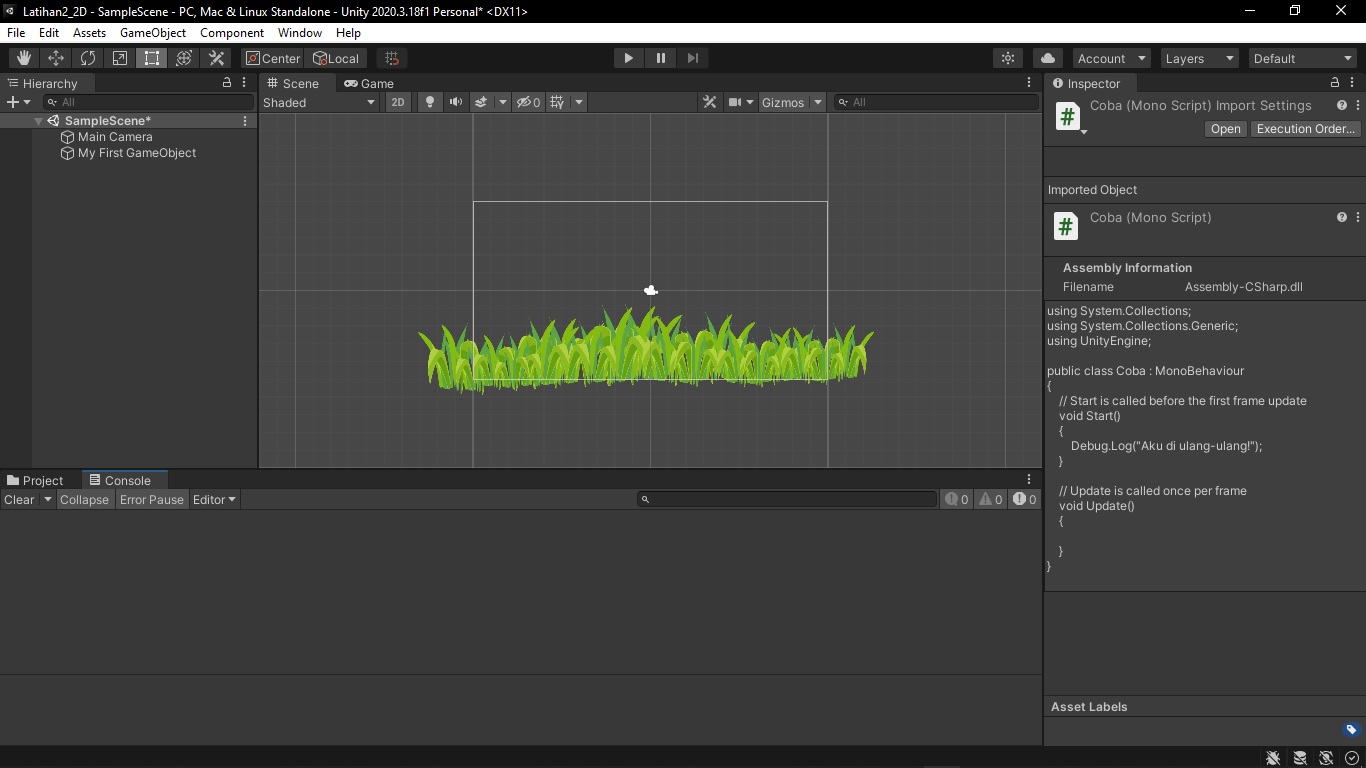 Latihan2_2D - SampleScene - PC, Mac & Linux Standalone - Unity 2020.3.18f1 Personal* <DX11>
File Edit Assets GameObject Component Window Help
Center Local Account Layers Default
Hierarchy
All
SampleScene*
Main Camera
My First GameObject
Scene Game
Shaded 2D 0 Gizmos All
Inspector
Coba (Mono Script) Import Settings
Open Execution Order...
Imported Object
Coba (Mono Script)
Assembly Information
Filename Assembly-CSharp.dll
using System.Collections;
using System.Collections.Generic;
using UnityEngine;
public class Coba : MonoBehaviour
{
// Start is called before the first frame update
void Start()
{
Debug.Log("Aku di ulang-ulang!");
}
// Update is called once per frame
void Update()
{
}
}
Asset Labels
Project Console
Clear Collapse Error Pause Editor 0 0 0